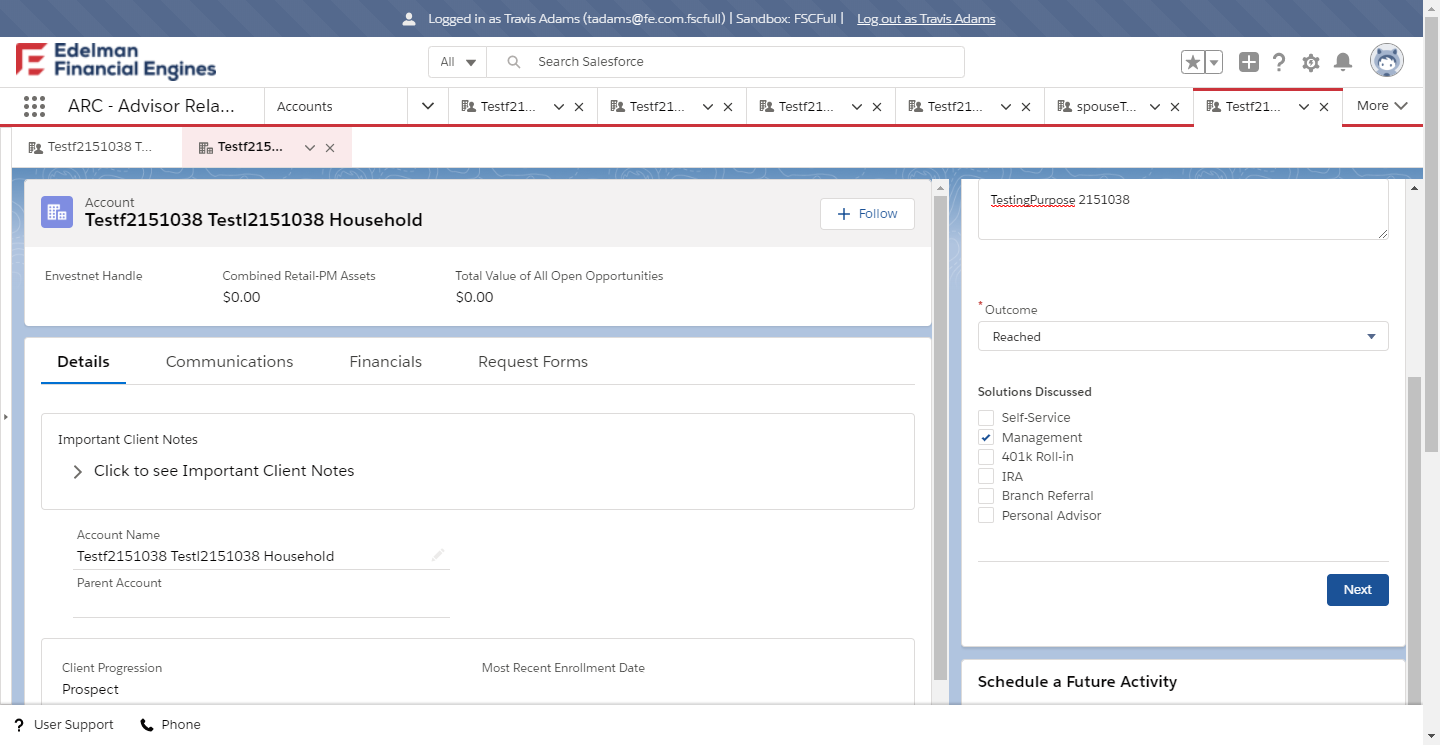 Logged in as Travis Adams (tadams@fe.com.fscfull) | Sandbox: FSCFull | Log out as Travis Adams
Edelman
Financial Engines
All
Search Salesforce
ARC - Advisor Rela...
Accounts
Testf21...
Testf21...
Testf21...
Testf21...
spouseT...
Testf21...
More
Testf2151038 T...
Testf215...
Account
Testf2151038 Testl2151038 Household
Follow
Envestnet Handle
Combined Retail-PM Assets
Total Value of All Open Opportunities
$0.00
$0.00
Details
Communications
Financials
Request Forms
Important Client Notes
Click to see Important Client Notes
Account Name
Testf2151038 Testl2151038 Household
Parent Account
Client Progression
Most Recent Enrollment Date
Prospect
TestingPurpose 2151038
*Outcome
Reached
Solutions Discussed
Self-Service
Management
401k Roll-in
IRA
Branch Referral
Personal Advisor
Next
Schedule a Future Activity
User Support
Phone